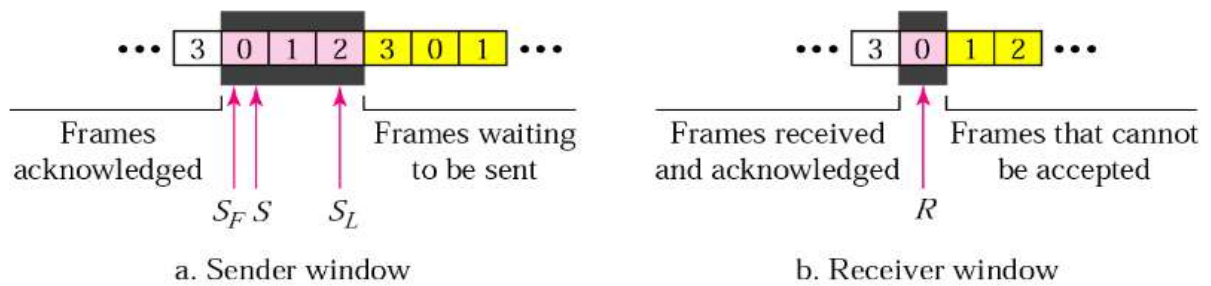 ••• 3 0 1 2 3 0 1 •••
Frames
acknowledged
Frames waiting
to be sent
S_F S S_L
a. Sender window
••• 3 0 1 2 •••
Frames received
and acknowledged
Frames that cannot
be accepted
R
b. Receiver window